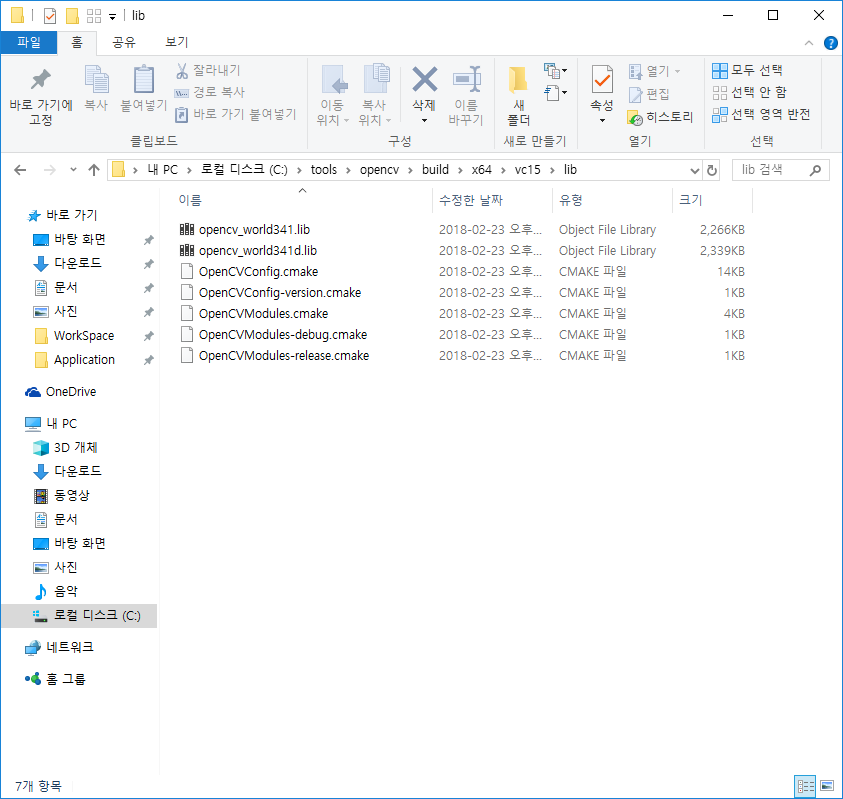 lib
파일 홈 공유 보기
바로 가기에 고정
복사
붙여넣기
잘라내기
경로 복사
바로 가기 붙여넣기
클립보드
이동 위치
복사 위치
삭제
이름 바꾸기
구성
새 폴더
새로 만들기
속성
열기
편집
히스토리
열기
모두 선택
선택 안 함
선택 영역 반전
선택
내 PC > 로컬 디스크 (C:) > tools > opencv > build > x64 > vc15 > lib
lib 검색
바로 가기
바탕 화면
다운로드
문서
사진
WorkSpace
Application
OneDrive
내 PC
3D 개체
다운로드
동영상
문서
바탕 화면
사진
음악
로컬 디스크 (C:)
네트워크
홈 그룹
이름 수정한 날짜 유형 크기
opencv_world341.lib 2018-02-23 오후... Object File Library 2,266KB
opencv_world341d.lib 2018-02-23 오후... Object File Library 2,339KB
OpenCVConfig.cmake 2018-02-23 오후... CMAKE 파일 14KB
OpenCVConfig-version.cmake 2018-02-23 오후... CMAKE 파일 1KB
OpenCVModules.cmake 2018-02-23 오후... CMAKE 파일 4KB
OpenCVModules-debug.cmake 2018-02-23 오후... CMAKE 파일 1KB
OpenCVModules-release.cmake 2018-02-23 오후... CMAKE 파일 1KB
7개 항목